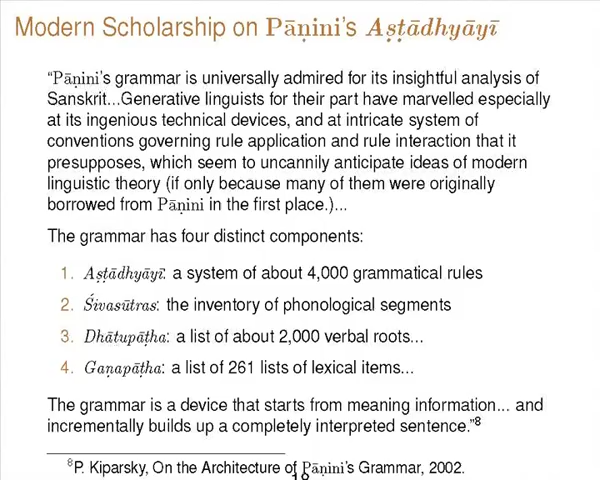 Modern Scholarship on Pāṇini's Aṣṭādhyāyī
"Pāṇini's grammar is universally admired for its insightful analysis of
Sanskrit...Generative linguists for their part have marvelled especially
at its ingenious technical devices, and at intricate system of
conventions governing rule application and rule interaction that it
presupposes, which seem to uncannily anticipate ideas of modern
linguistic theory (if only because many of them were originally
borrowed from Pāṇini in the first place.)...
The grammar has four distinct components:
1. Aṣṭādhyāyī: a system of about 4,000 grammatical rules
2. Śivasūtras: the inventory of phonological segments
3. Dhātupāṭha: a list of about 2,000 verbal roots...
4. Gaṇapāṭha: a list of 261 lists of lexical items...
The grammar is a device that starts from meaning information... and
incrementally builds up a completely interpreted sentence."8
8P. Kiparsky, On the Architecture of Pāṇini's Grammar, 2002.